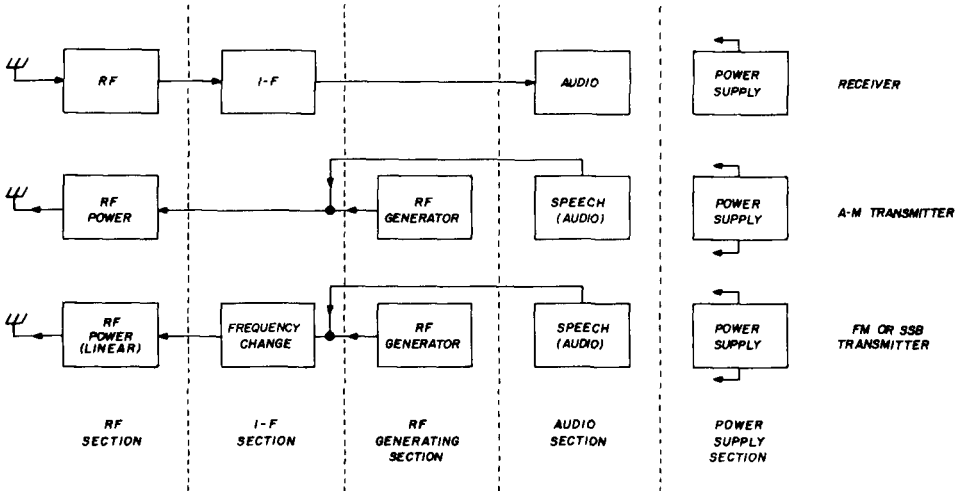 RF
I-F
AUDIO
POWER
SUPPLY
RECEIVER
RF
POWER
RF
GENERATOR
SPEECH
(AUDIO)
POWER
SUPPLY
A-M TRANSMITTER
RF
POWER
(LINEAR)
FREQUENCY
CHANGE
RF
GENERATOR
SPEECH
(AUDIO)
POWER
SUPPLY
FM OR SSB
TRANSMITTER
RF
SECTION
I-F
SECTION
RF
GENERATING
SECTION
AUDIO
SECTION
POWER
SUPPLY
SECTION